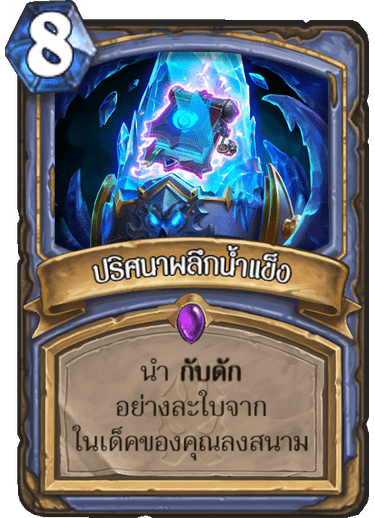 8
ปริศนาผลึกน้ำแข็ง
นำ กับดัก
อย่างละใบจาก
ในเด็คของคุณลงสนาม